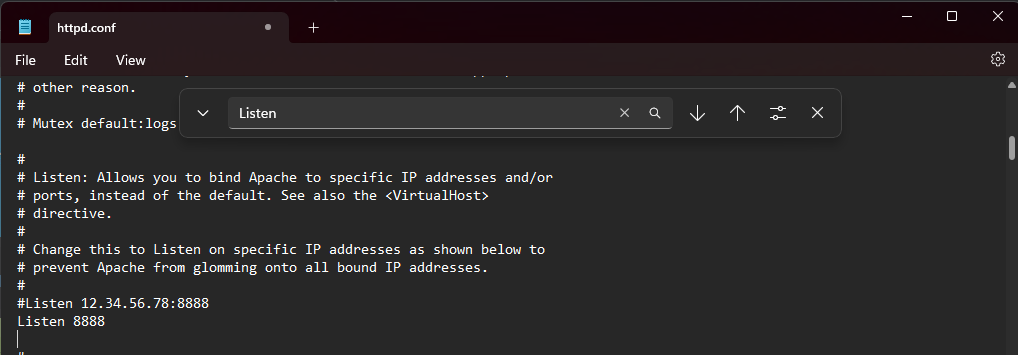 httpd.conf
File Edit View
# other reason.
#
# Mutex default:logs
Listen
#
# Listen: Allows you to bind Apache to specific IP addresses and/or
# ports, instead of the default. See also the <VirtualHost>
# directive.
#
# Change this to Listen on specific IP addresses as shown below to
# prevent Apache from glomming onto all bound IP addresses.
#
#Listen 12.34.56.78:8888
Listen 8888
#